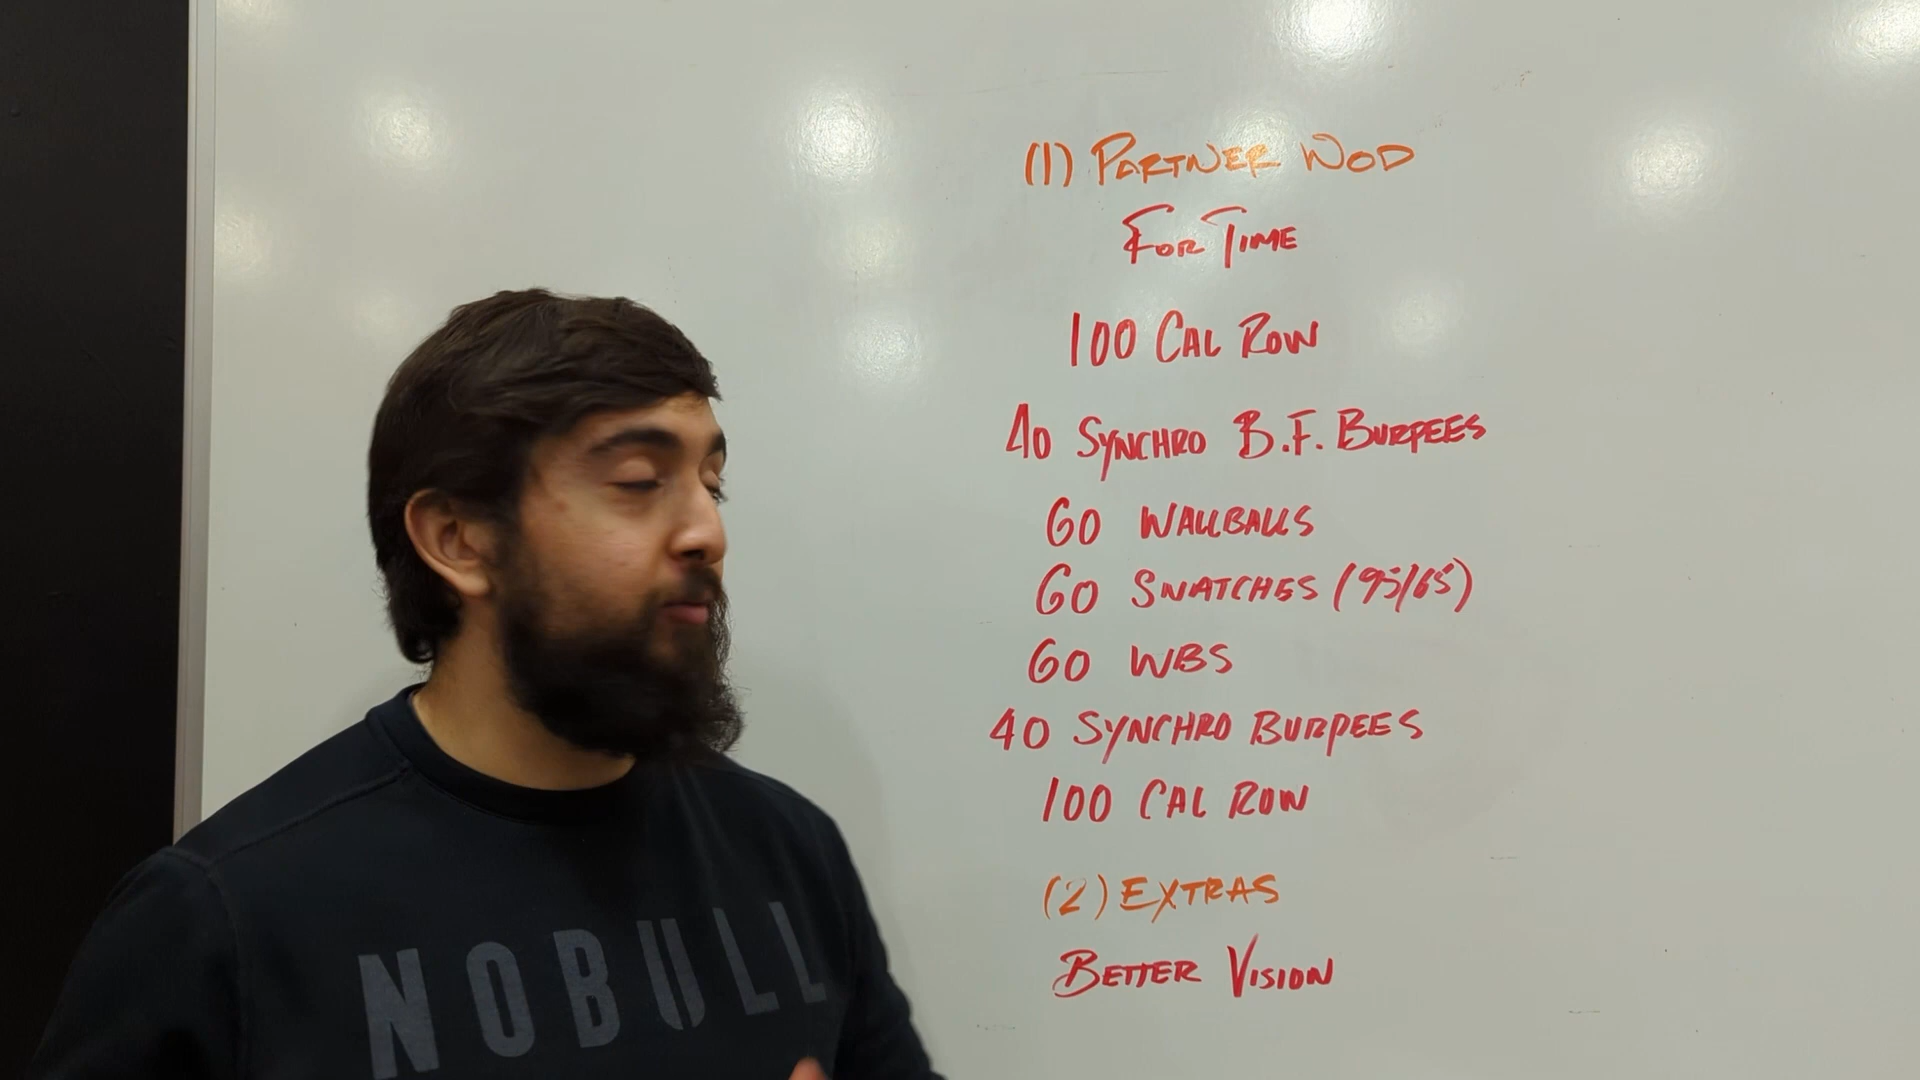 (1) PARTNER WOD
FOR TIME
100 CAL ROW
40 SYNCHRO B.F. BURPEES
60 WALLBALLS
60 SNATCHES (95/65)
60 WBS
40 SYNCHRO BURPEES
100 CAL ROW
(2) EXTRAS
BETTER VISION
NOBULL